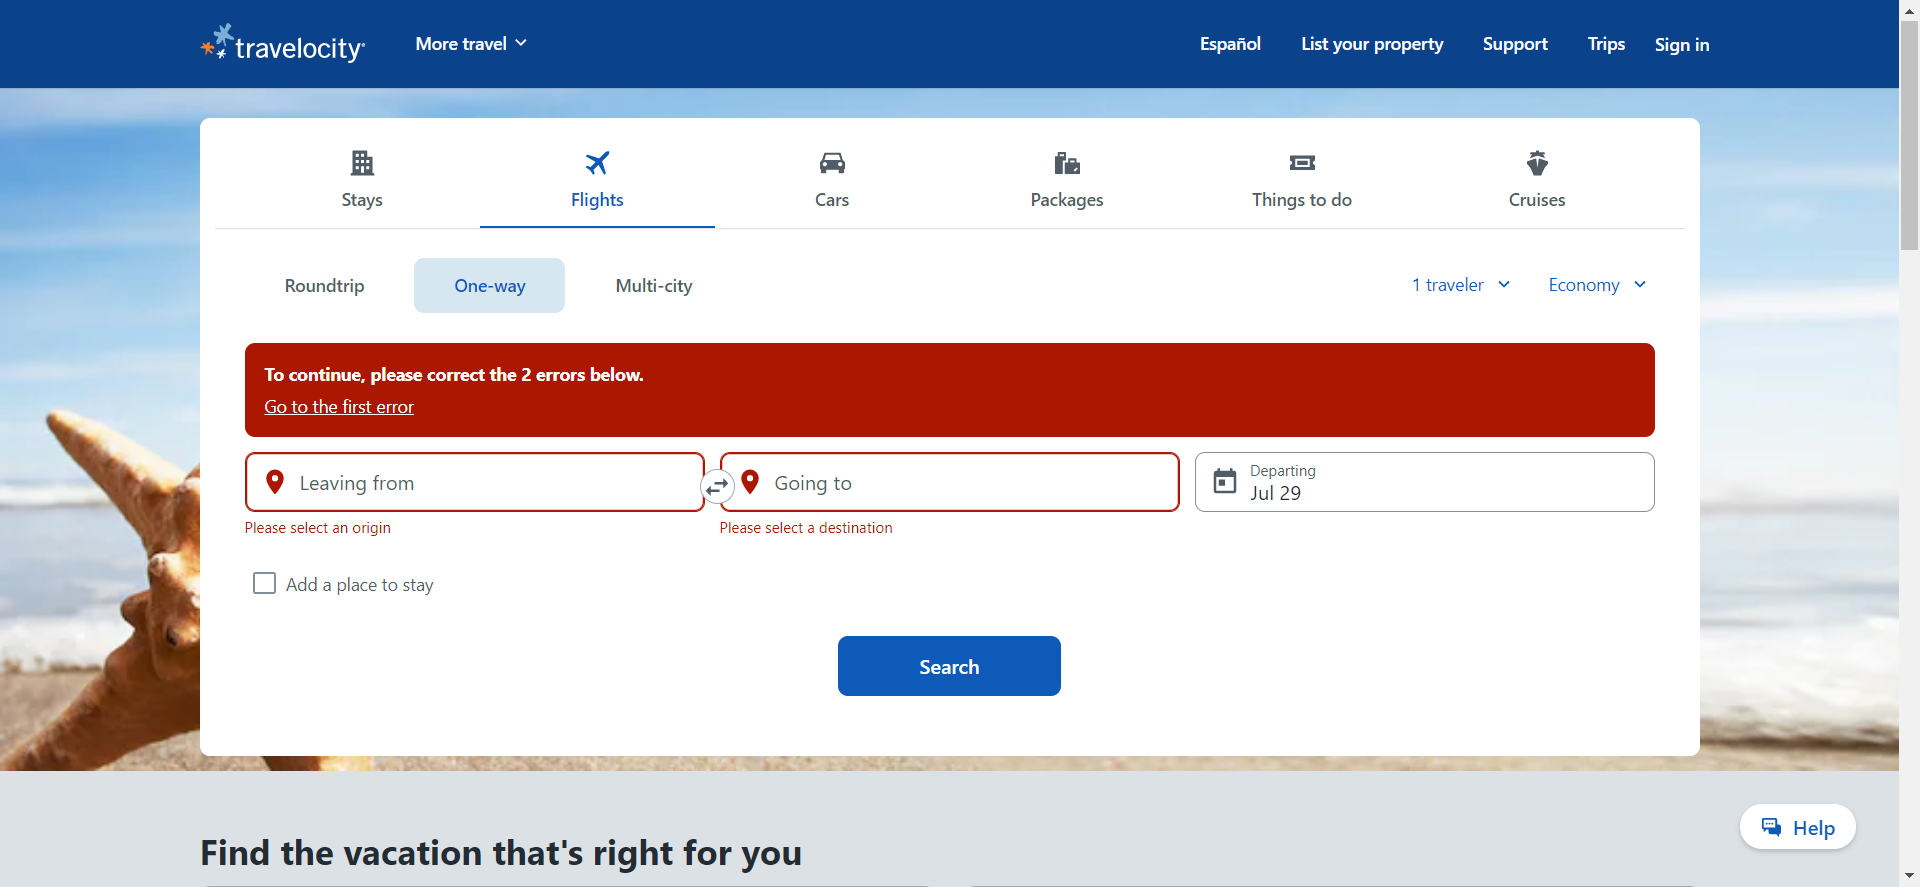 travelocity
More travel
Español
List your property
Support
Trips
Sign in
Stays
Flights
Cars
Packages
Things to do
Cruises
Roundtrip
One-way
Multi-city
1 traveler
Economy
To continue, please correct the 2 errors below.
Go to the first error
Leaving from
Going to
Departing
Jul 29
Please select an origin
Please select a destination
Add a place to stay
Search
Help
Find the vacation that's right for you